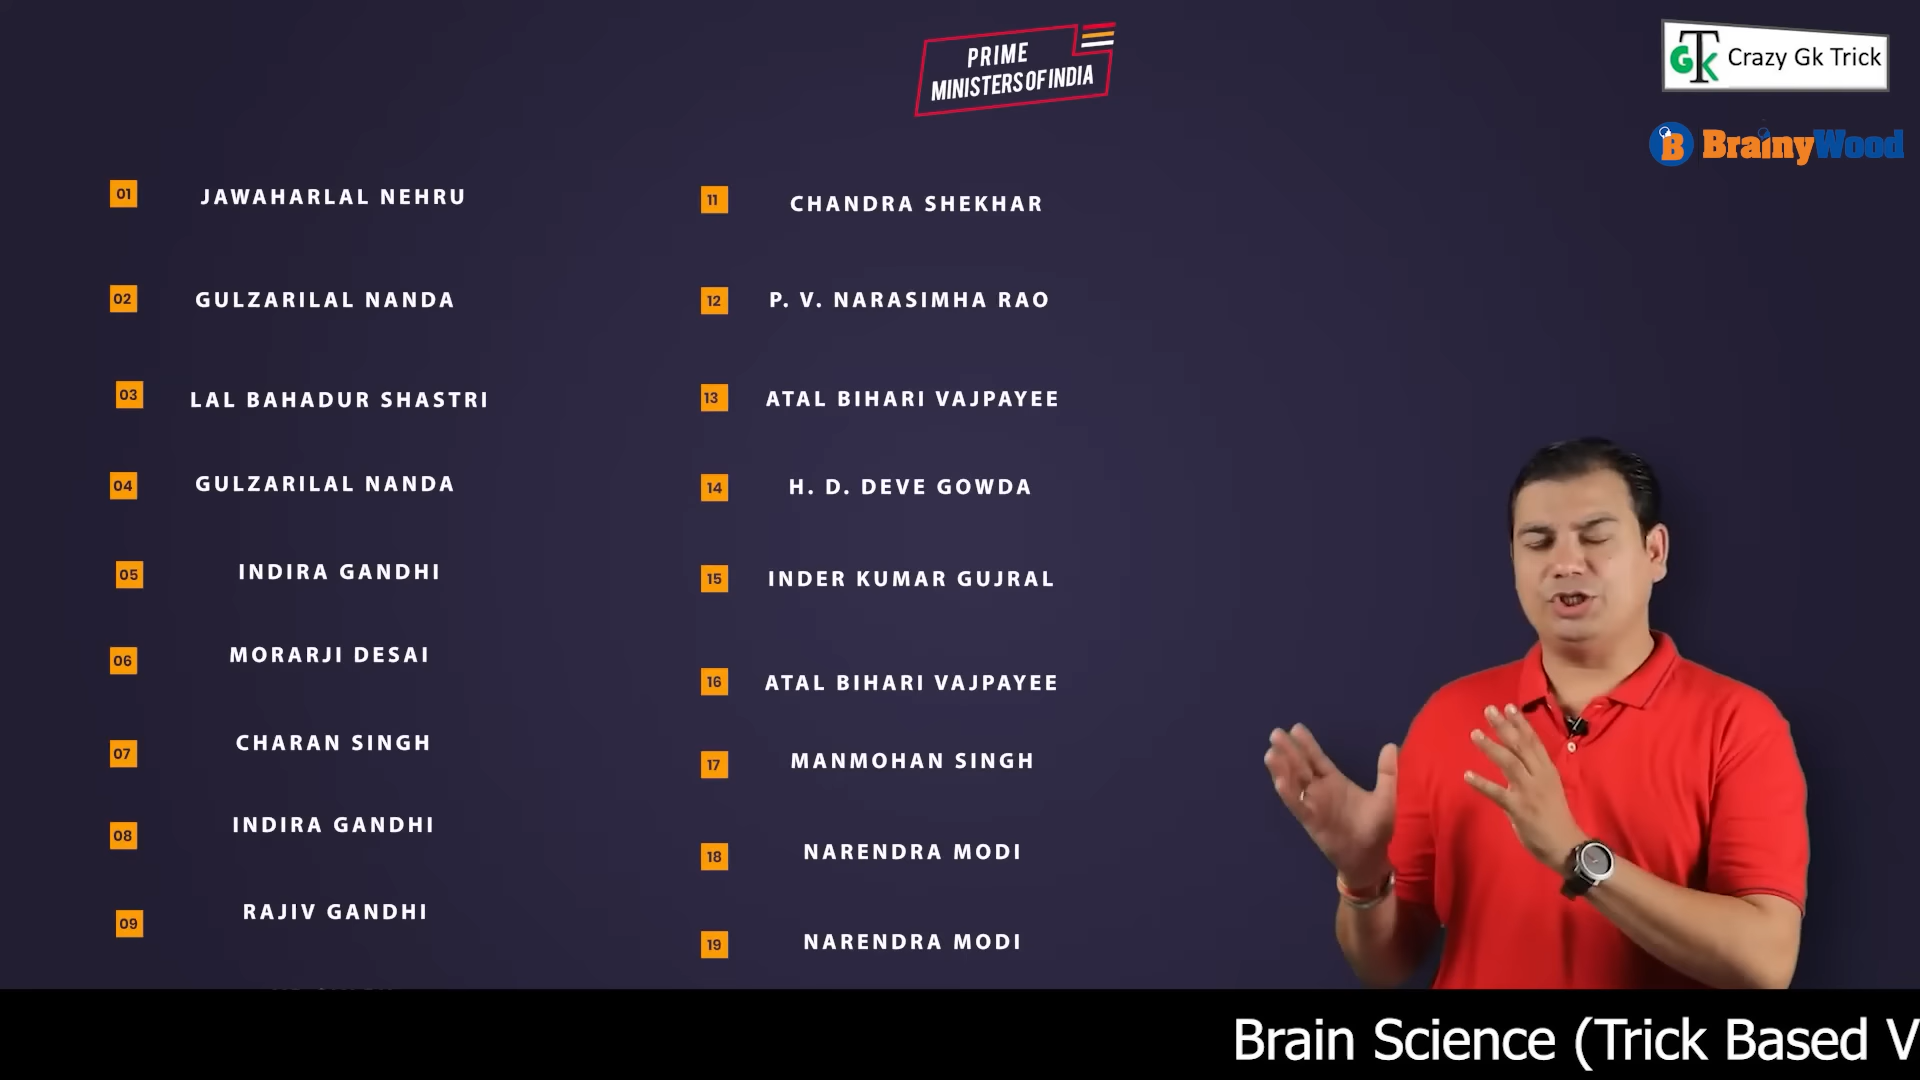 PRIME
MINISTERS OF INDIA
GTK Crazy Gk Trick
B BrainyWood
01 JAWAHARLAL NEHRU
02 GULZARILAL NANDA
03 LAL BAHADUR SHASTRI
04 GULZARILAL NANDA
05 INDIRA GANDHI
06 MORARJI DESAI
07 CHARAN SINGH
08 INDIRA GANDHI
09 RAJIV GANDHI
11 CHANDRA SHEKHAR
12 P. V. NARASIMHA RAO
13 ATAL BIHARI VAJPAYEE
14 H. D. DEVE GOWDA
15 INDER KUMAR GUJRAL
16 ATAL BIHARI VAJPAYEE
17 MANMOHAN SINGH
18 NARENDRA MODI
19 NARENDRA MODI
Brain Science (Trick Based V